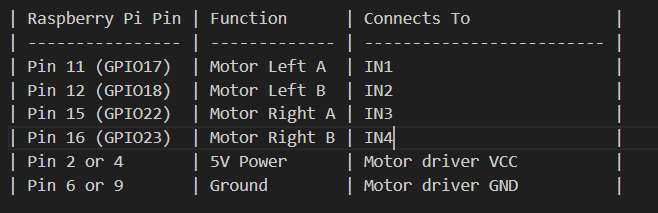 | Raspberry Pi Pin | Function      | Connects To              |
| ---------------- | ------------- | ------------------------ |
| Pin 11 (GPIO17)  | Motor Left A  | IN1                      |
| Pin 12 (GPIO18)  | Motor Left B  | IN2                      |
| Pin 15 (GPIO22)  | Motor Right A | IN3                      |
| Pin 16 (GPIO23)  | Motor Right B | IN4                      |
| Pin 2 or 4       | 5V Power      | Motor driver VCC         |
| Pin 6 or 9       | Ground        | Motor driver GND         |